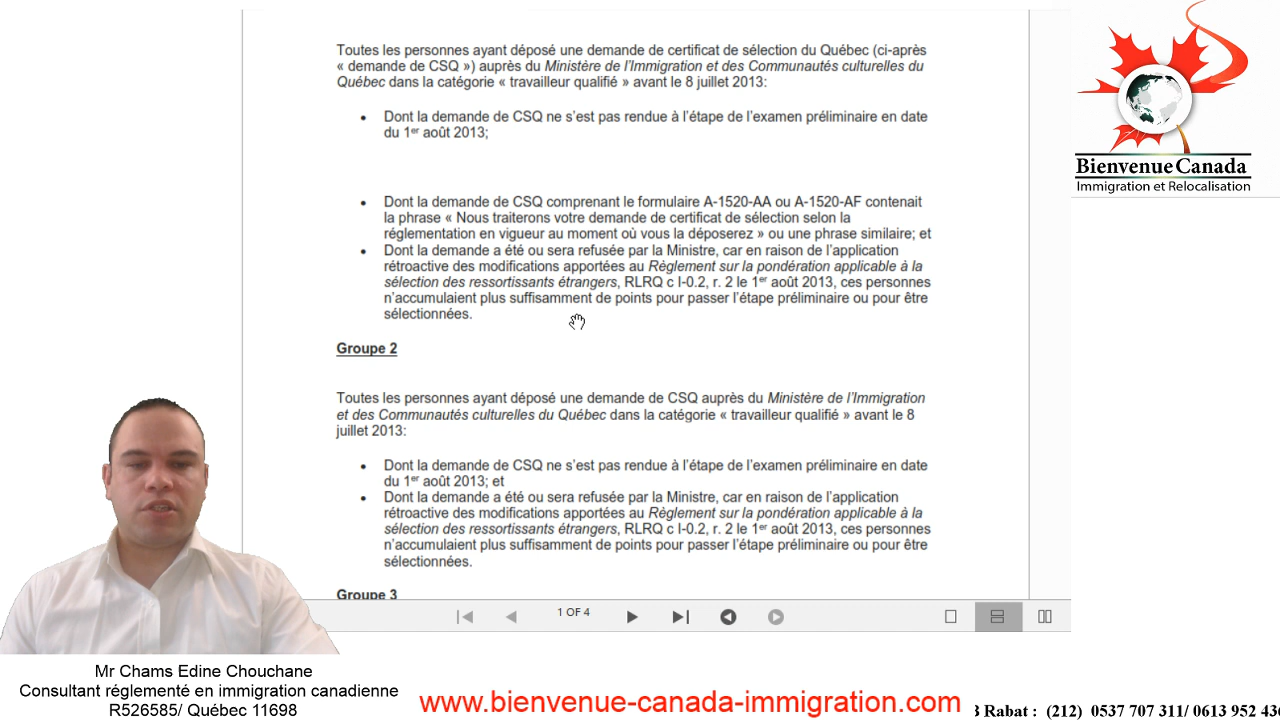 Toutes les personnes ayant déposé une demande de certificat de sélection du Québec (ci-après
« demande de CSQ ») auprès du Ministère de l'Immigration et des Communautés culturelles du
Québec dans la catégorie « travailleur qualifié » avant le 8 juillet 2013:
• Dont la demande de CSQ ne s'est pas rendue à l'étape de l'examen préliminaire en date
du 1er août 2013;
• Dont la demande de CSQ comprenant le formulaire A-1520-AA ou A-1520-AF contenait
la phrase « Nous traiterons votre demande de certificat de sélection selon la
réglementation en vigueur au moment où vous la déposerez » ou une phrase similaire; et
• Dont la demande a été ou sera refusée par la Ministre, car en raison de l'application
rétroactive des modifications apportées au Règlement sur la pondération applicable à la
sélection des ressortissants étrangers, RLRQ c I-0.2, r. 2 le 1er août 2013, ces personnes
n'accumulaient plus suffisamment de points pour passer l'étape préliminaire ou pour être
sélectionnées.
Groupe 2
Toutes les personnes ayant déposé une demande de CSQ auprès du Ministère de l'Immigration
et des Communautés culturelles du Québec dans la catégorie « travailleur qualifié » avant le 8
juillet 2013:
• Dont la demande de CSQ ne s'est pas rendue à l'étape de l'examen préliminaire en date
du 1er août 2013; et
• Dont la demande a été ou sera refusée par la Ministre, car en raison de l'application
rétroactive des modifications apportées au Règlement sur la pondération applicable à la
sélection des ressortissants étrangers, RLRQ c I-0.2, r. 2 le 1er août 2013, ces personnes
n'accumulaient plus suffisamment de points pour passer l'étape préliminaire ou pour être
sélectionnées.
Groupe 3
1 OF 4
Bienvenue Canada
Immigration et Relocalisation
Mr Chams Edine Chouchane
Consultant réglementé en immigration canadienne
R526585/ Québec 11698
www.bienvenue-canada-immigration.com
Rabat : (212) 0537 707 311/ 0613 952